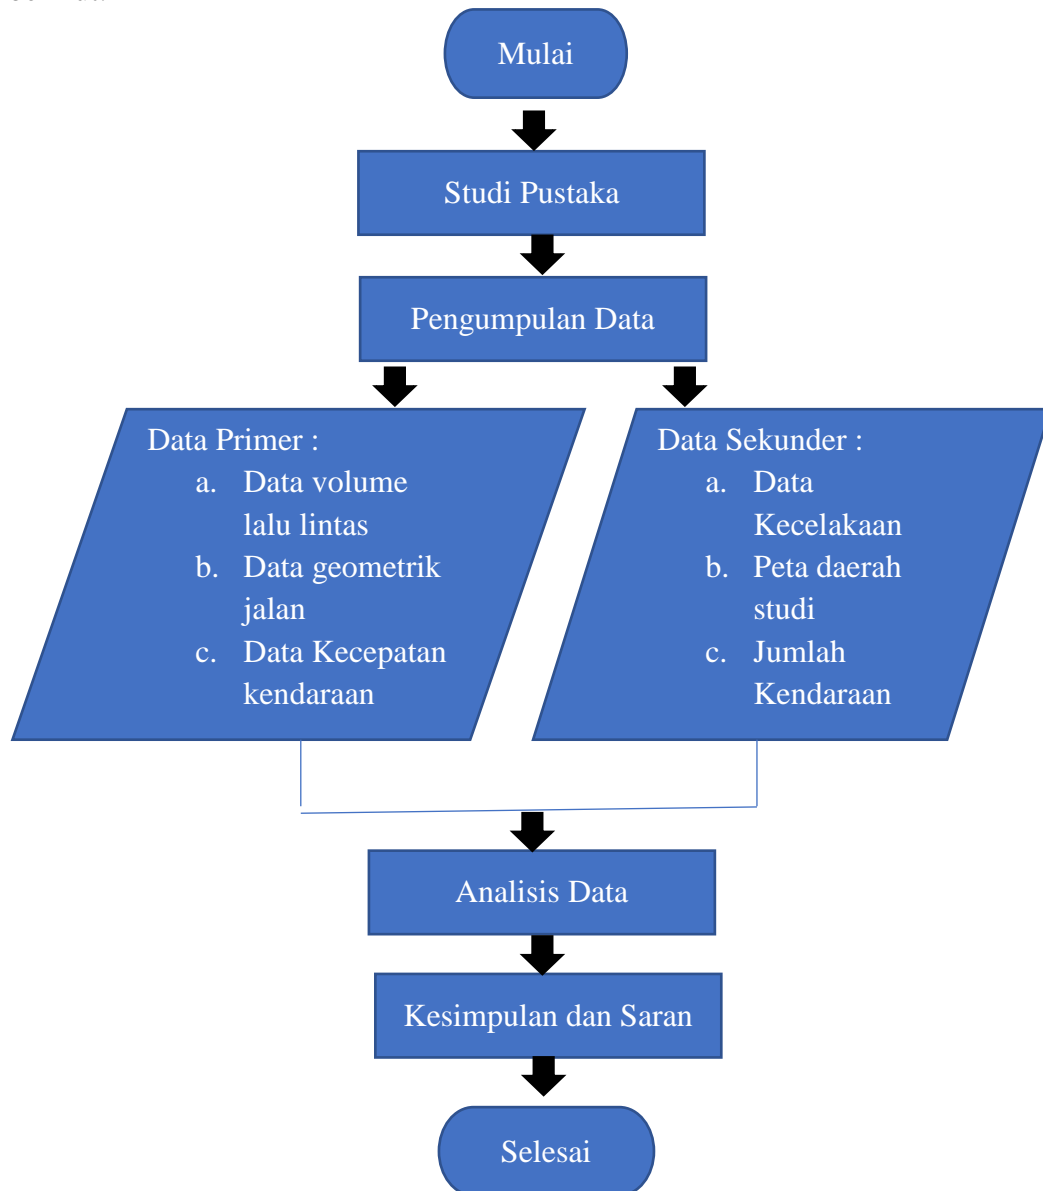 Mulai
Studi Pustaka
Pengumpulan Data
Data Primer :
a. Data volume
lalu lintas
b. Data geometrik
jalan
c. Data Kecepatan
kendaraan
Data Sekunder :
a. Data
Kecelakaan
b. Peta daerah
studi
c. Jumlah
Kendaraan
Analisis Data
Kesimpulan dan Saran
Selesai